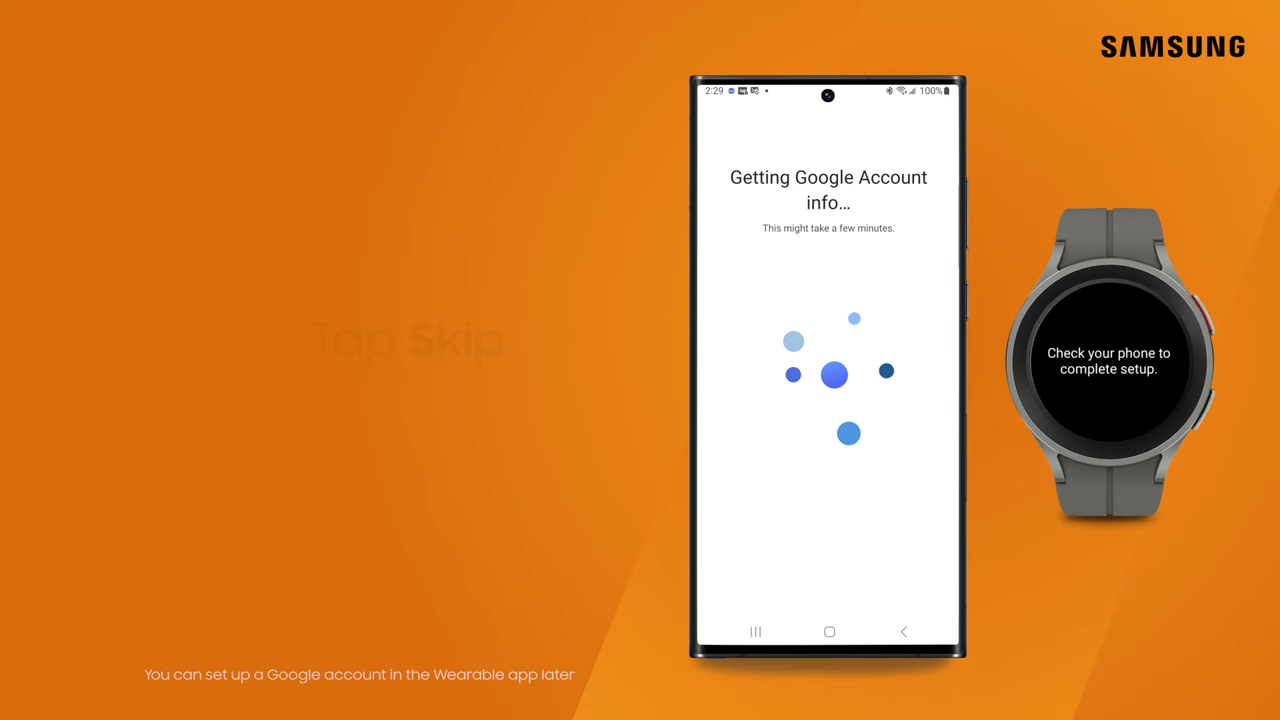 SAMSUNG
2:29
100%
Getting Google Account
info…
This might take a few minutes.
Tap Skip
Check your phone to
complete setup.
You can set up a Google account in the Wearable app later